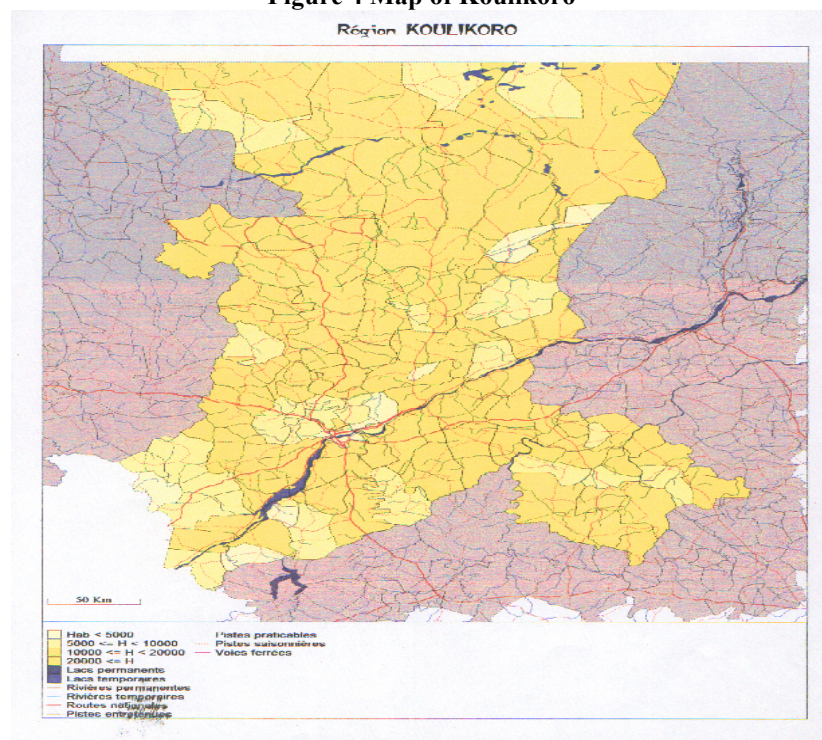 Figure 4 Map of Koulikoro
Région KOULIKORO
50 Km
Hab < 5000
5000 <= H < 10000
10000 <= H < 20000
20000 <= H
Lacs permanents
Lacs temporaires
Rivières permanentes
Rivières temporaires
Routes nationales
Pistes entretenues
Pistes praticables
Pistes saisonnières
Voies ferrées